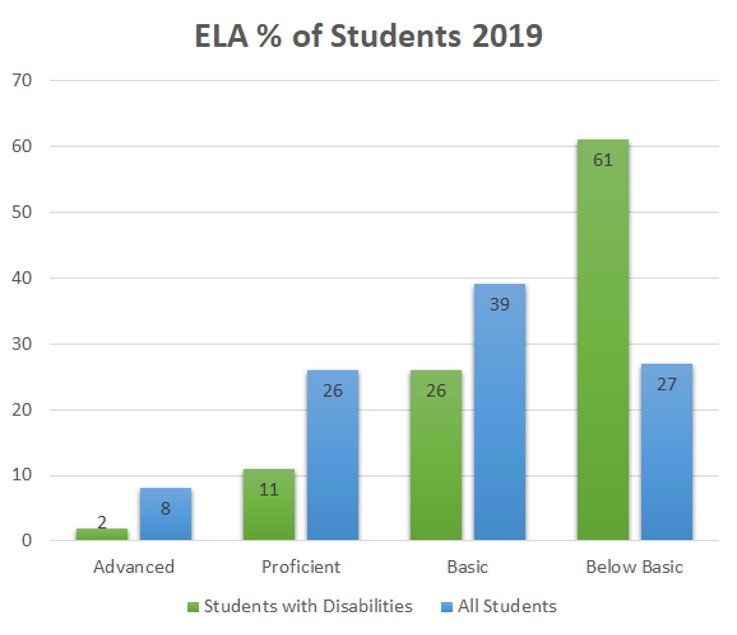 ELA % of Students 2019
70
60
50
40
30
20
10
0
2
8
11
26
26
39
61
27
Advanced
Proficient
Basic
Below Basic
Students with Disabilities
All Students